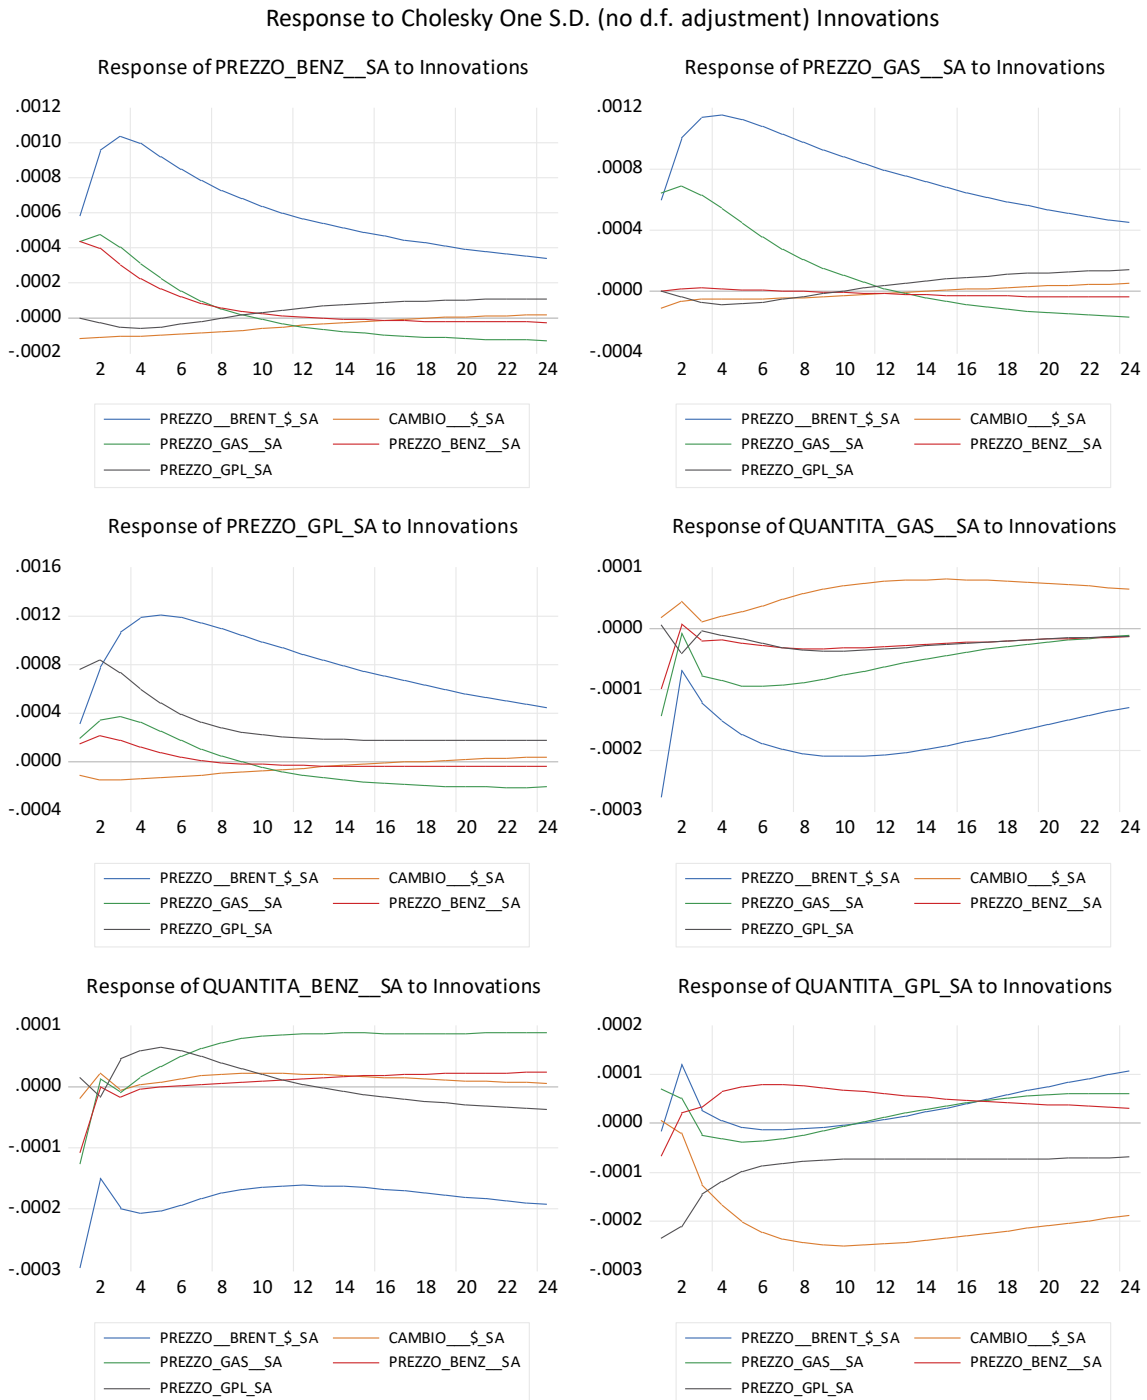 Response to Cholesky One S.D. (no d.f. adjustment) Innovations
Response of PREZZO_BENZ__SA to Innovations
.0012
.0010
.0008
.0006
.0004
.0002
.0000
-.0002
2 4 6 8 10 12 14 16 18 20 22 24
PREZZO__BRENT_$_SA CAMBIO___$_SA
PREZZO_GAS__SA PREZZO_BENZ__SA
PREZZO_GPL_SA
Response of PREZZO_GAS__SA to Innovations
.0012
.0008
.0004
.0000
-.0004
2 4 6 8 10 12 14 16 18 20 22 24
PREZZO__BRENT_$_SA CAMBIO___$_SA
PREZZO_GAS__SA PREZZO_BENZ__SA
PREZZO_GPL_SA
Response of PREZZO_GPL_SA to Innovations
.0016
.0012
.0008
.0004
.0000
-.0004
2 4 6 8 10 12 14 16 18 20 22 24
PREZZO__BRENT_$_SA CAMBIO___$_SA
PREZZO_GAS__SA PREZZO_BENZ__SA
PREZZO_GPL_SA
Response of QUANTITA_GAS__SA to Innovations
.0001
.0000
-.0001
-.0002
-.0003
2 4 6 8 10 12 14 16 18 20 22 24
PREZZO__BRENT_$_SA CAMBIO___$_SA
PREZZO_GAS__SA PREZZO_BENZ__SA
PREZZO_GPL_SA
Response of QUANTITA_BENZ__SA to Innovations
.0001
.0000
-.0001
-.0002
-.0003
2 4 6 8 10 12 14 16 18 20 22 24
PREZZO__BRENT_$_SA CAMBIO___$_SA
PREZZO_GAS__SA PREZZO_BENZ__SA
PREZZO_GPL_SA
Response of QUANTITA_GPL_SA to Innovations
.0002
.0001
.0000
-.0001
-.0002
-.0003
2 4 6 8 10 12 14 16 18 20 22 24
PREZZO__BRENT_$_SA CAMBIO___$_SA
PREZZO_GAS__SA PREZZO_BENZ__SA
PREZZO_GPL_SA